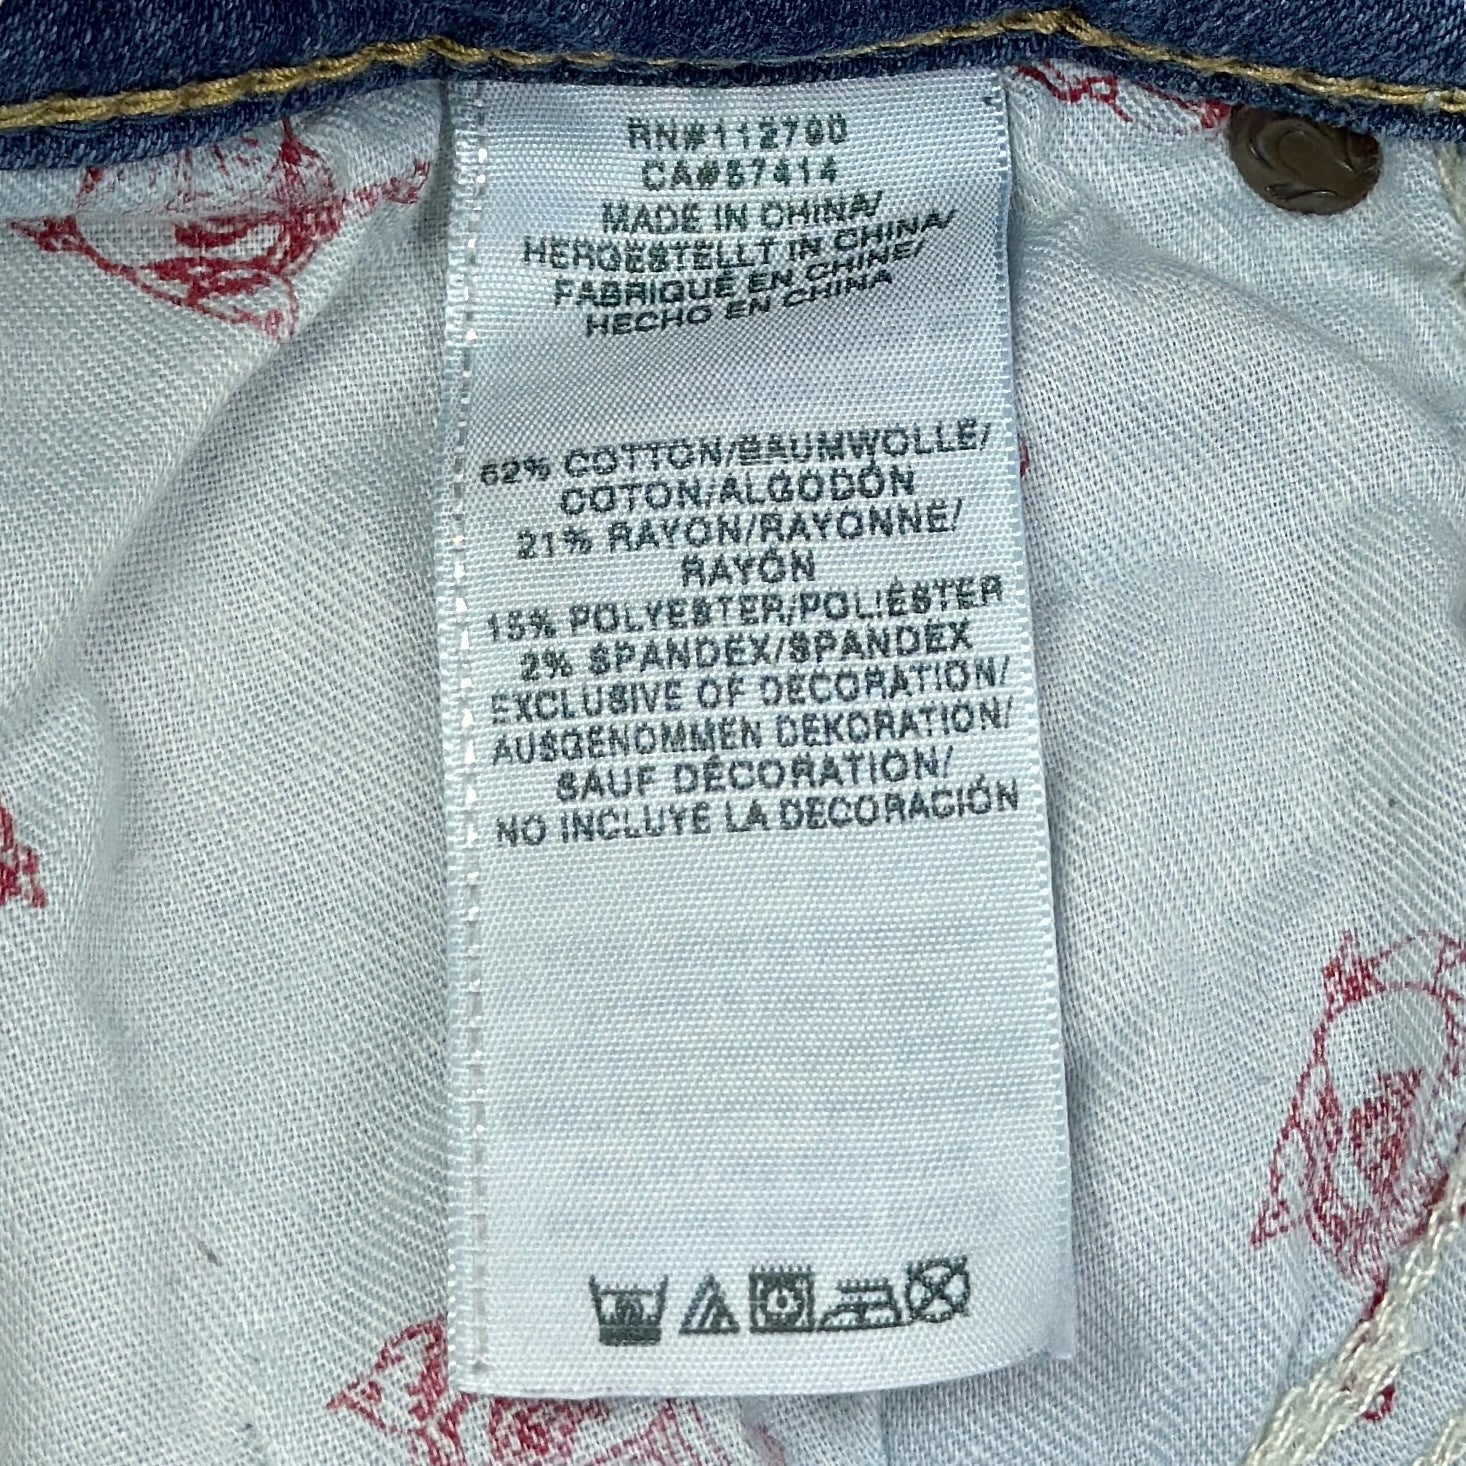 RN#112790
CA#57414
MADE IN CHINA/
HERGESTELLT IN CHINA/
FABRIQUÉ EN CHINE/
HECHO EN CHINA
62% COTTON/BAUMWOLLE/
COTON/ALGODÓN
21% RAYON/RAYONNE/
RAYÓN
15% POLYESTER/POLIÉSTER
2% SPANDEX/SPANDEX
EXCLUSIVE OF DECORATION/
AUSGENOMMEN DEKORATION/
SAUF DÉCORATION/
NO INCLUYE LA DECORACIÓN